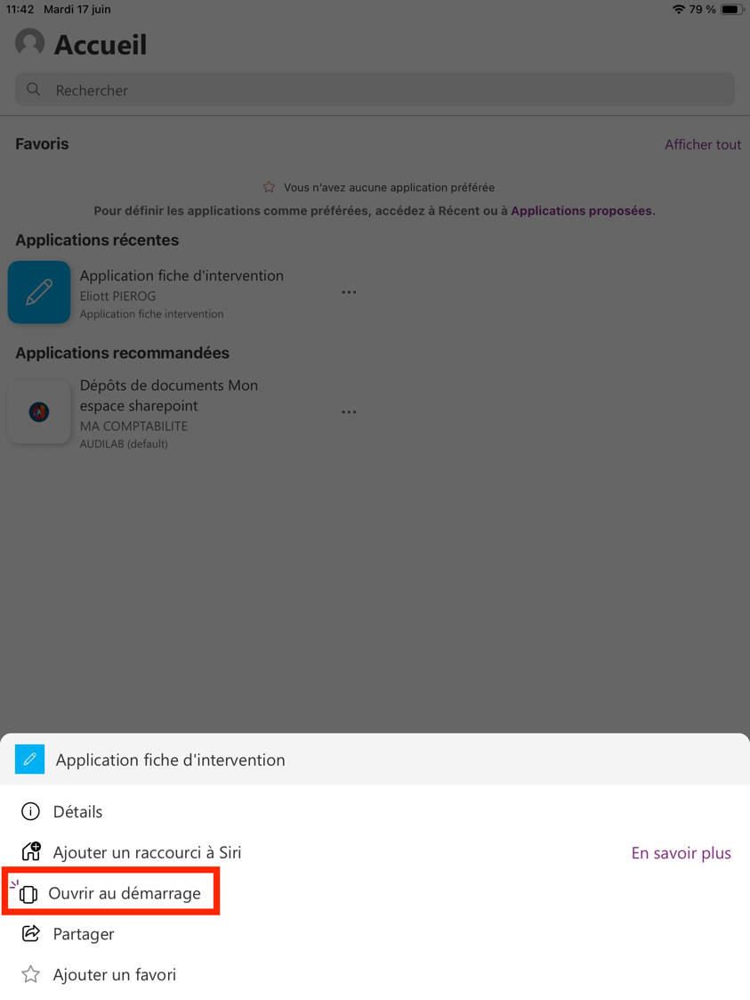 11:42 Mardi 17 juin 79 %
Accueil
Rechercher
Favoris Afficher tout
Vous n'avez aucune application préférée
Pour définir les applications comme préférées, accédez à Récent ou à Applications proposées.
Applications récentes
Application fiche d'intervention
Eliott PIEROG
Application fiche intervention
Applications recommandées
Dépôts de documents Mon
espace sharepoint
MA COMPTABILITE
AUDILAB (default)
Application fiche d'intervention
Détails
Ajouter un raccourci à Siri En savoir plus
Ouvrir au démarrage
Partager
Ajouter un favori